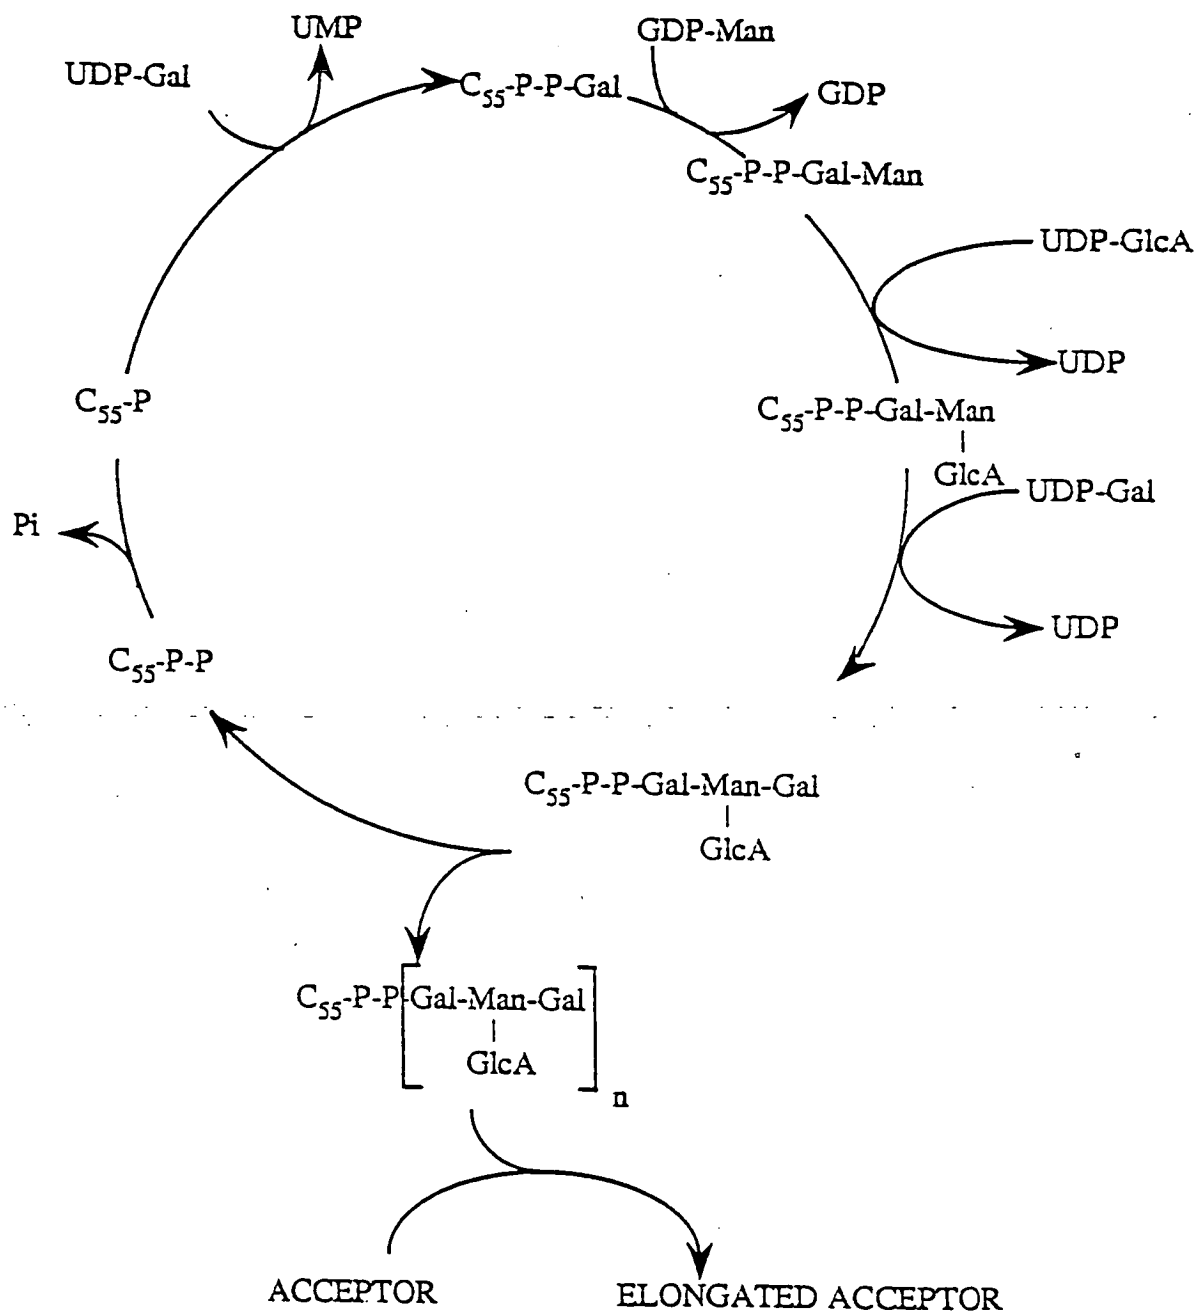 UMP
GDP-Man
UDP-Gal
C55-P-P-Gal
GDP
C55-P-P-Gal-Man
UDP-GlcA
UDP
C55-P
C55-P-P-Gal-Man
GlcA
UDP-Gal
Pi
UDP
C55-P-P
C55-P-P-Gal-Man-Gal
GlcA
C55-P-P[Gal-Man-Gal]n
GlcA
ACCEPTOR
ELONGATED ACCEPTOR